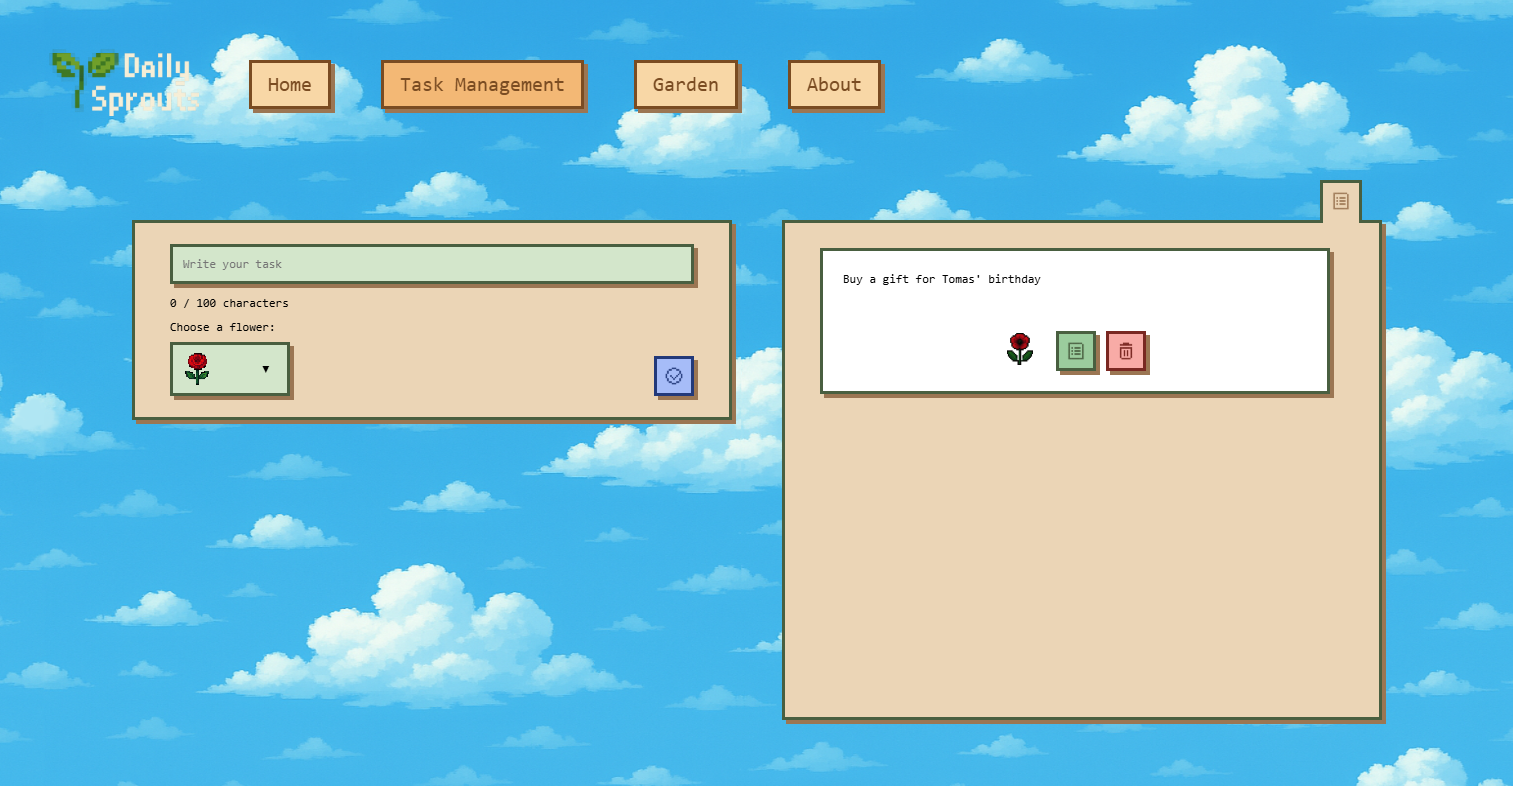 Daily
Sprouts
Home
Task Management
Garden
About
Write your task
0 / 100 characters
Choose a flower:
Buy a gift for Tomas' birthday